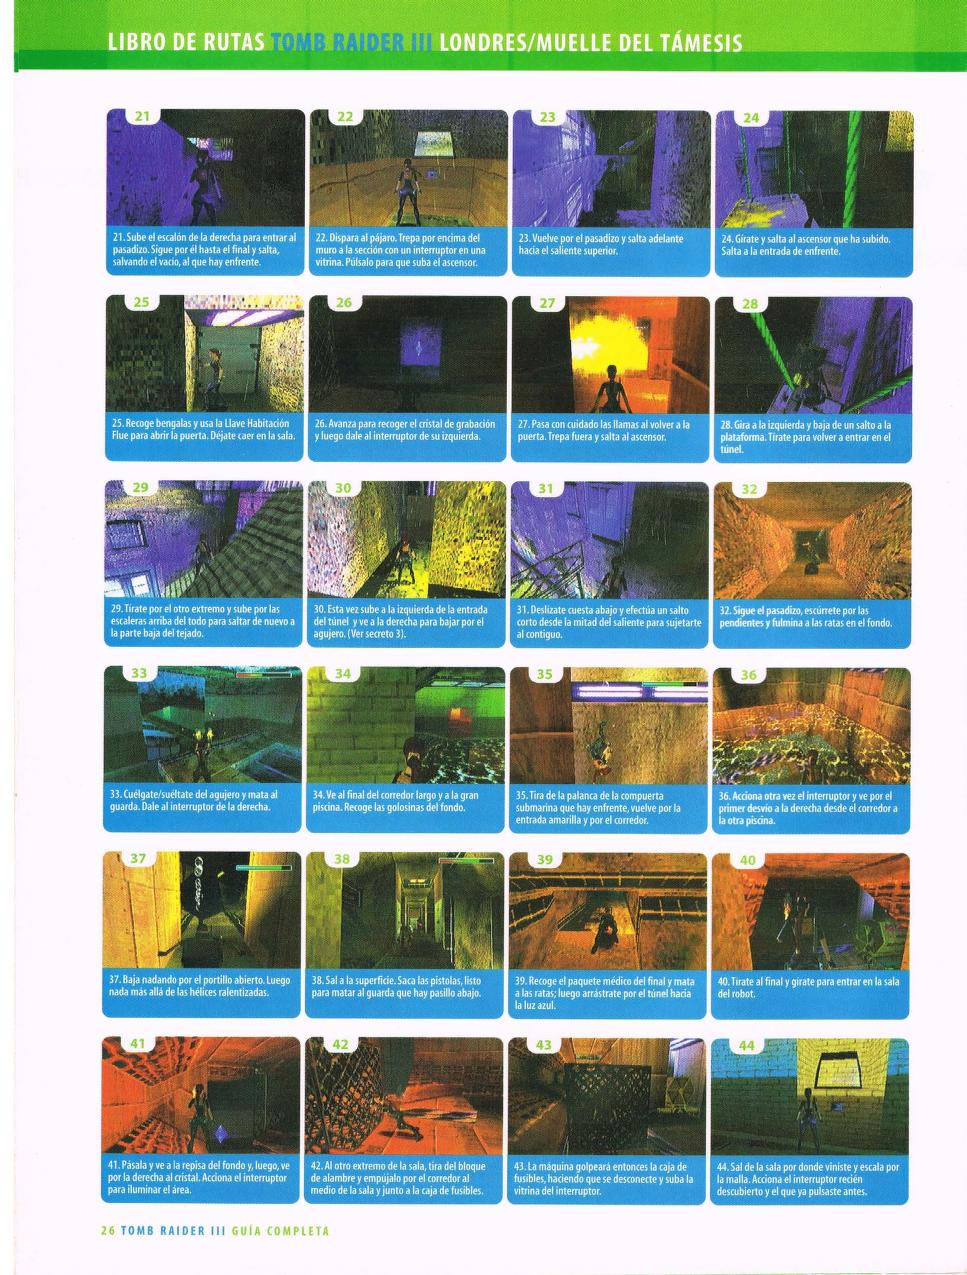 LIBRO DE RUTAS TOMB RAIDER III LONDRES/MUELLE DEL TÁMESIS
21
21. Sube el escalón de la derecha para entrar al
pasadizo. Sigue por él hasta el final y salta,
salvando el vacío, al que hay enfrente.
22
22. Dispara al pájaro. Trepa por encima del
muro a la sección con un interruptor en una
vitrina. Púlsalo para que suba el ascensor.
23
23. Vuelve por el pasadizo y salta adelante
hacia el saliente superior.
24
24. Gírate y salta al ascensor que ha subido.
Salta a la entrada de enfrente.
25
25. Recoge bengalas y usa la Llave Habitación
Flue para abrir la puerta. Déjate caer en la sala.
26
26. Avanza para recoger el cristal de grabación
y luego dale al interruptor de su izquierda.
27
27. Pasa con cuidado las llamas al volver a la
puerta. Trepa fuera y salta al ascensor.
28
28. Gira a la izquierda y baja de un salto a la
plataforma. Tírate para volver a entrar en el
túnel.
29
29. Tírate por el otro extremo y sube por las
escaleras arriba del todo para saltar de nuevo a
la parte baja del tejado.
30
30. Esta vez sube a la izquierda de la entrada
del túnel y ve a la derecha para bajar por el
agujero. (Ver secreto 3).
31
31. Deslízate cuesta abajo y efectúa un salto
corto desde la mitad del saliente para sujetarte
al contiguo.
32
32. Sigue el pasadizo, escúrrete por las
pendientes y fulmina a las ratas en el fondo.
33
33. Cuélgate/suéltate del agujero y mata al
guarda. Dale al interruptor de la derecha.
34
34. Ve al final del corredor largo y a la gran
piscina. Recoge las golosinas del fondo.
35
35. Tira de la palanca de la compuerta
submarina que hay enfrente, vuelve por la
entrada amarilla y por el corredor.
36
36. Acciona otra vez el interruptor y ve por el
primer desvío a la derecha desde el corredor a
la otra piscina.
37
37. Baja nadando por el portillo abierto. Luego
nada más allá de las hélices ralentizadas.
38
38. Sal a la superficie. Saca las pistolas, listo
para matar al guarda que hay pasillo abajo.
39
39. Recoge el paquete médico del final y mata
a las ratas; luego arrástrate por el túnel hacia
la luz azul.
40
40. Tírate al final y gírate para entrar en la sala
del robot.
41
41. Pásala y ve a la repisa del fondo y, luego, ve
por la derecha al cristal. Acciona el interruptor
para iluminar el área.
42
42. Al otro extremo de la sala, tira del bloque
de alambre y empújalo por el corredor al
medio de la sala y junto a la caja de fusibles.
43
43. La máquina golpeará entonces la caja de
fusibles, haciendo que se desconecte y suba la
vitrina del interruptor.
44
44. Sal de la sala por donde viniste y escala por
la malla. Acciona el interruptor recién
descubierto y el que ya pulsaste antes.
26 TOMB RAIDER III GUÍA COMPLETA